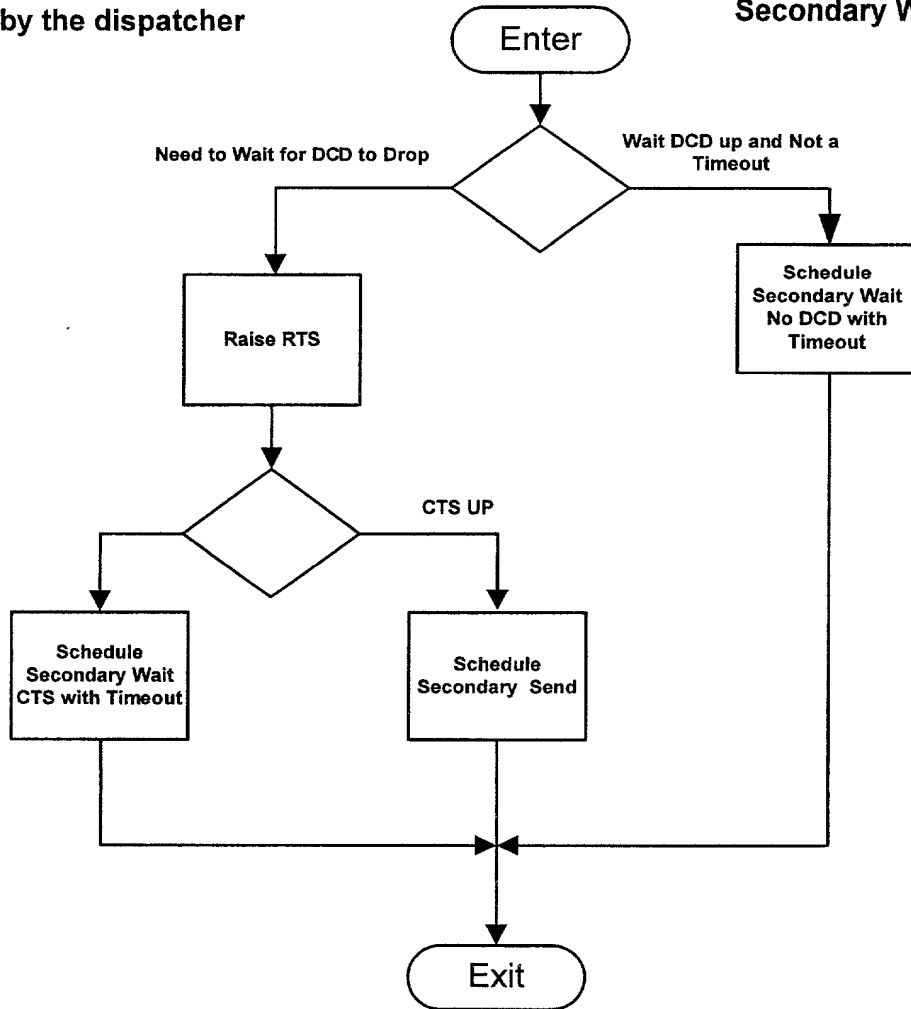 by the dispatcher
Secondary
Enter
Need to Wait for DCD to Drop
Wait DCD up and Not a
Timeout
Schedule
Secondary Wait
No DCD with
Timeout
Raise RTS
CTS UP
Schedule
Secondary Wait
CTS with Timeout
Schedule
Secondary Send
Exit